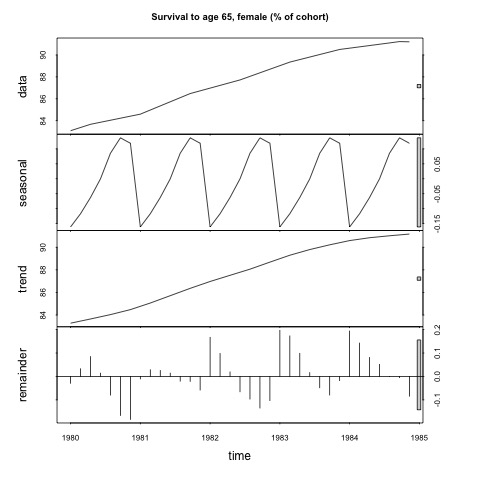 Survival to age 65, female (% of cohort)
data
84 86 88 90
seasonal
-0.15 -0.05 0.05
trend
84 86 88 90
remainder
-0.1 0.0 0.1 0.2
1980 1981 1982 1983 1984 1985
time